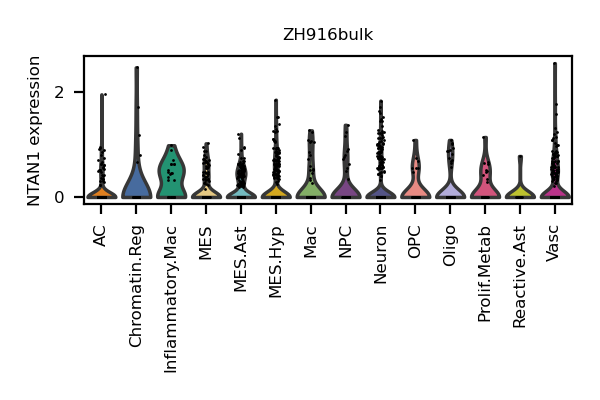 ZH916bulk
NTAN1 expression
2
0
AC
Chromatin.Reg
Inflammatory.Mac
MES
MES.Ast
MES.Hyp
Mac
NPC
Neuron
OPC
Oligo
Prolif.Metab
Reactive.Ast
Vasc